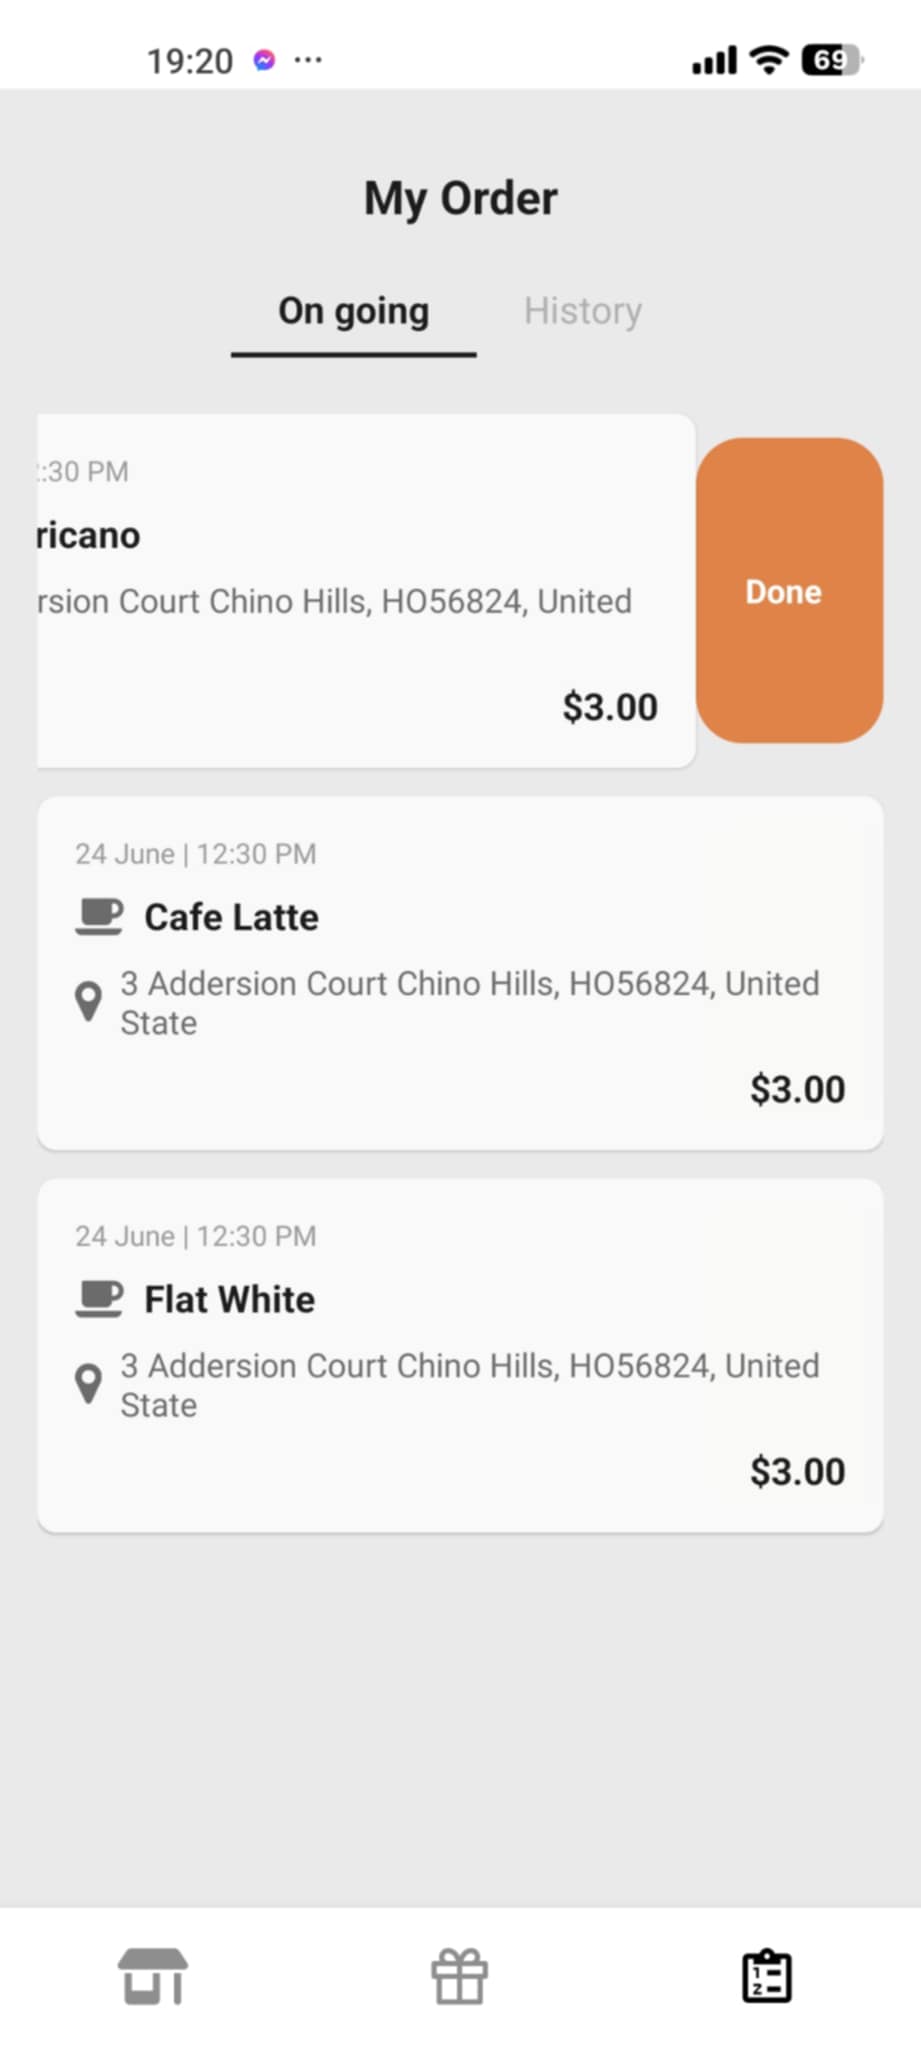 19:20 ...
69
My Order
On going
History
:30 PM
ricano
rsion Court Chino Hills, HO56824, United
$3.00
Done
24 June | 12:30 PM
Cafe Latte
3 Addersion Court Chino Hills, HO56824, United
State
$3.00
24 June | 12:30 PM
Flat White
3 Addersion Court Chino Hills, HO56824, United
State
$3.00
1
2